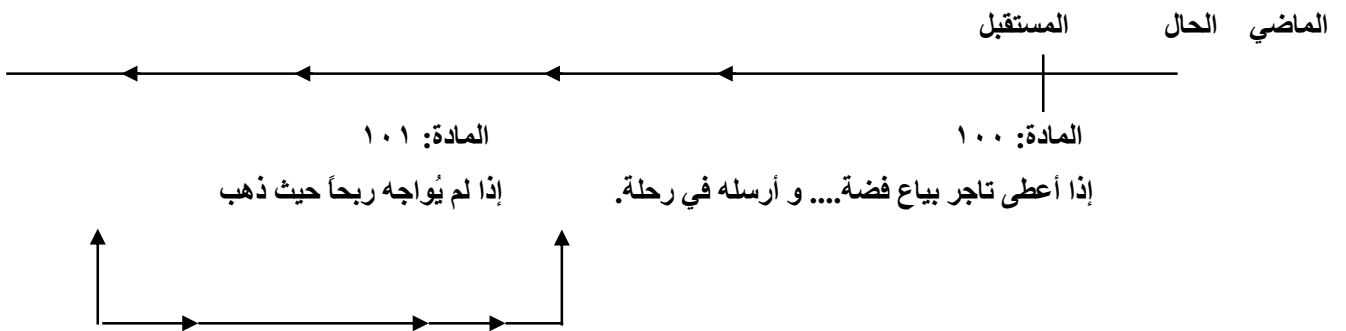 الماضي الحال المستقبل
المادة: ١٠٠
إذا أعطى تاجر بياع فضة.... و أرسله في رحلة.
المادة: ١٠١
إذا لم يُواجه ربحاً حيث ذهب